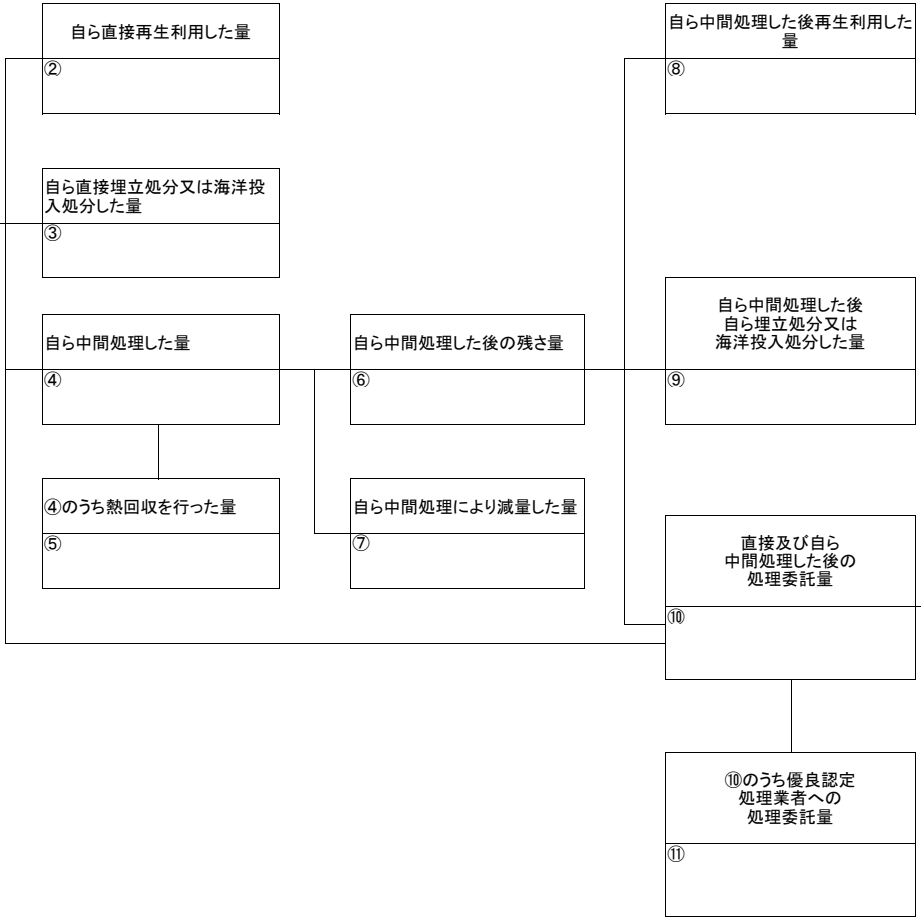 自ら直接再生利用した量
②
自ら中間処理した後再生利用した
量
⑧
自ら直接埋立処分又は海洋投
入処分した量
③
自ら中間処理した量
④
自ら中間処理した後の残さ量
⑥
自ら中間処理した後
自ら埋立処分又は
海洋投入処分した量
⑨
④のうち熱回収を行った量
⑤
自ら中間処理により減量した量
⑦
直接及び自ら
中間処理した後の
処理委託量
⑩
⑩のうち優良認定
処理業者への
処理委託量
⑪